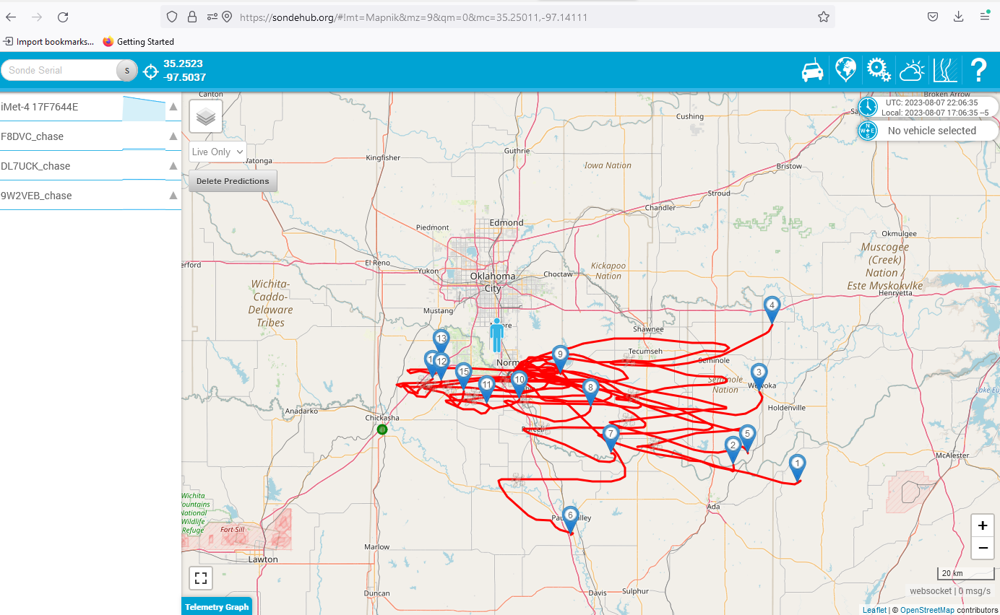 https://sondehub.org/#!mt=Mapnik&mz=9&qm=0&mc=35.25011,-97.14111
Import bookmarks...
Getting Started
Sonde Serial
S
35.2523
-97.5037
?
iMet-4 17F7644E
F8DVC_chase
DL7UCK_chase
9W2VEB_chase
Live Only
Delete Predictions
UTC: 2023-08-07 22:06:35
Local: 2023-08-07 17:06:35 –5
N
W E
S
No vehicle selected
Canton
Broken Arrow
Cushing
Guthrie
Kingfisher
Watonga
Iowa Nation
Bristow
Stroud
Chandler
Edmond
Piedmont
Okmulgee
El Reno
Yukon
Oklahoma
City
Choctaw
Kickapoo
Nation
Muscogee
(Creek)
Nation /
Este Mvskokvlke
Henryetta
erford
Wichita-
Caddo-
Delaware
Tribes
Mustang
ore
Shawnee
Tecumseh
Seminole
Seminole
Nation
Wewoka
Holdenville
Norm
Lake Eu
Anadarko
Chickasha
Purcell
McAlester
Ada
Pauls Valley
Wichita
ountains
National
Wildlife
Refuge
Fort Sill
Lawton
Marlow
Duncan
Davis
Sulphur
4
13
12
15
11
10
9
8
3
7
5
2
1
6
+
−
20 km
websocket | 0 msg/s
Telemetry Graph
Leaflet | © OpenStreetMap contributors